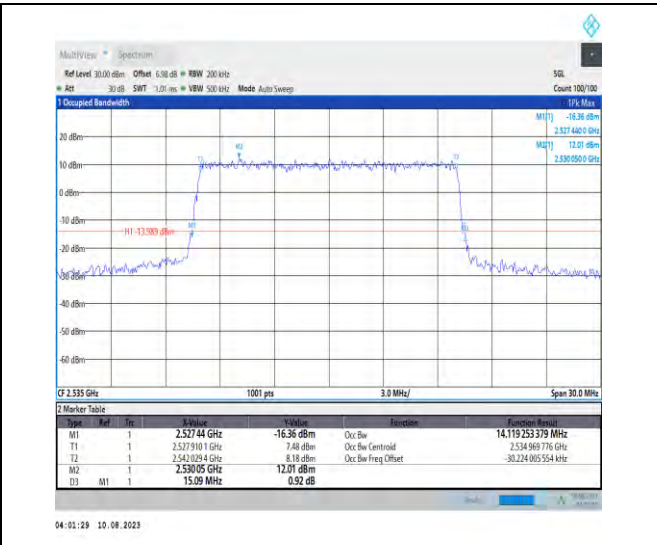 MultiView Spectrum
Ref Level 30.00 dBm Offset 6.98 dB RBW 200 kHz SGL
Att 30 dB SWT 1.01 ms VBW 500 kHz Mode Auto Sweep Count 100/100
1 Occupied Bandwidth 1Pk Max
M1[1] -16.36 dBm
2.527 440 0 GHz
M2[1] 12.01 dBm
2.530 050 0 GHz
20 dBm
M2
T1
T2
10 dBm
0 dBm
-10 dBm
M1
H1 -13.989 dBm
D3
-20 dBm
-30 dBm
-40 dBm
-50 dBm
-60 dBm
CF 2.535 GHz 1001 pts 3.0 MHz/ Span 30.0 MHz
2 Marker Table
Type Ref Trc X-Value Y-Value Function Function Result
M1 1 2.527 44 GHz -16.36 dBm Occ Bw 14.119 253 379 MHz
T1 1 2.527 910 1 GHz 7.48 dBm Occ Bw Centroid 2.534 969 776 GHz
T2 1 2.542 029 4 GHz 8.18 dBm Occ Bw Freq Offset -30.224 005 554 kHz
M2 1 2.530 05 GHz 12.01 dBm
D3 M1 1 15.09 MHz 0.92 dB
04:01:29 10.08.2023